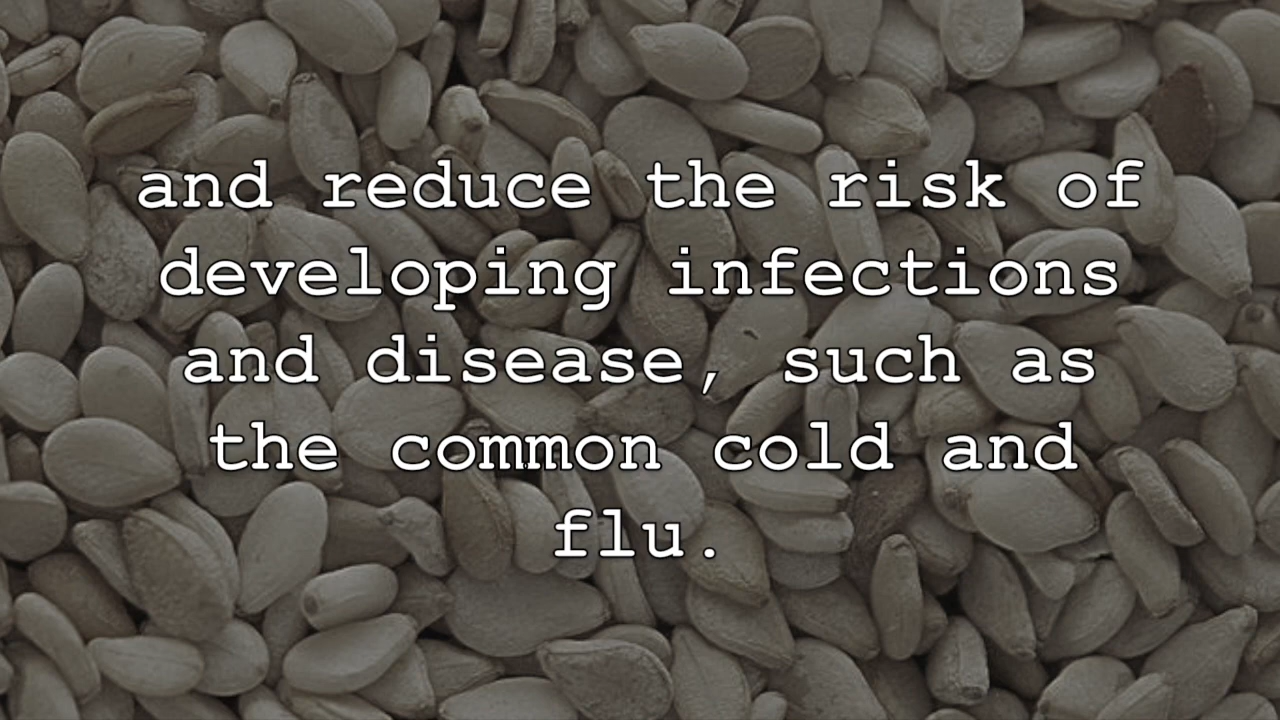 and reduce the risk of
developing infections
and disease, such as
the common cold and
flu.